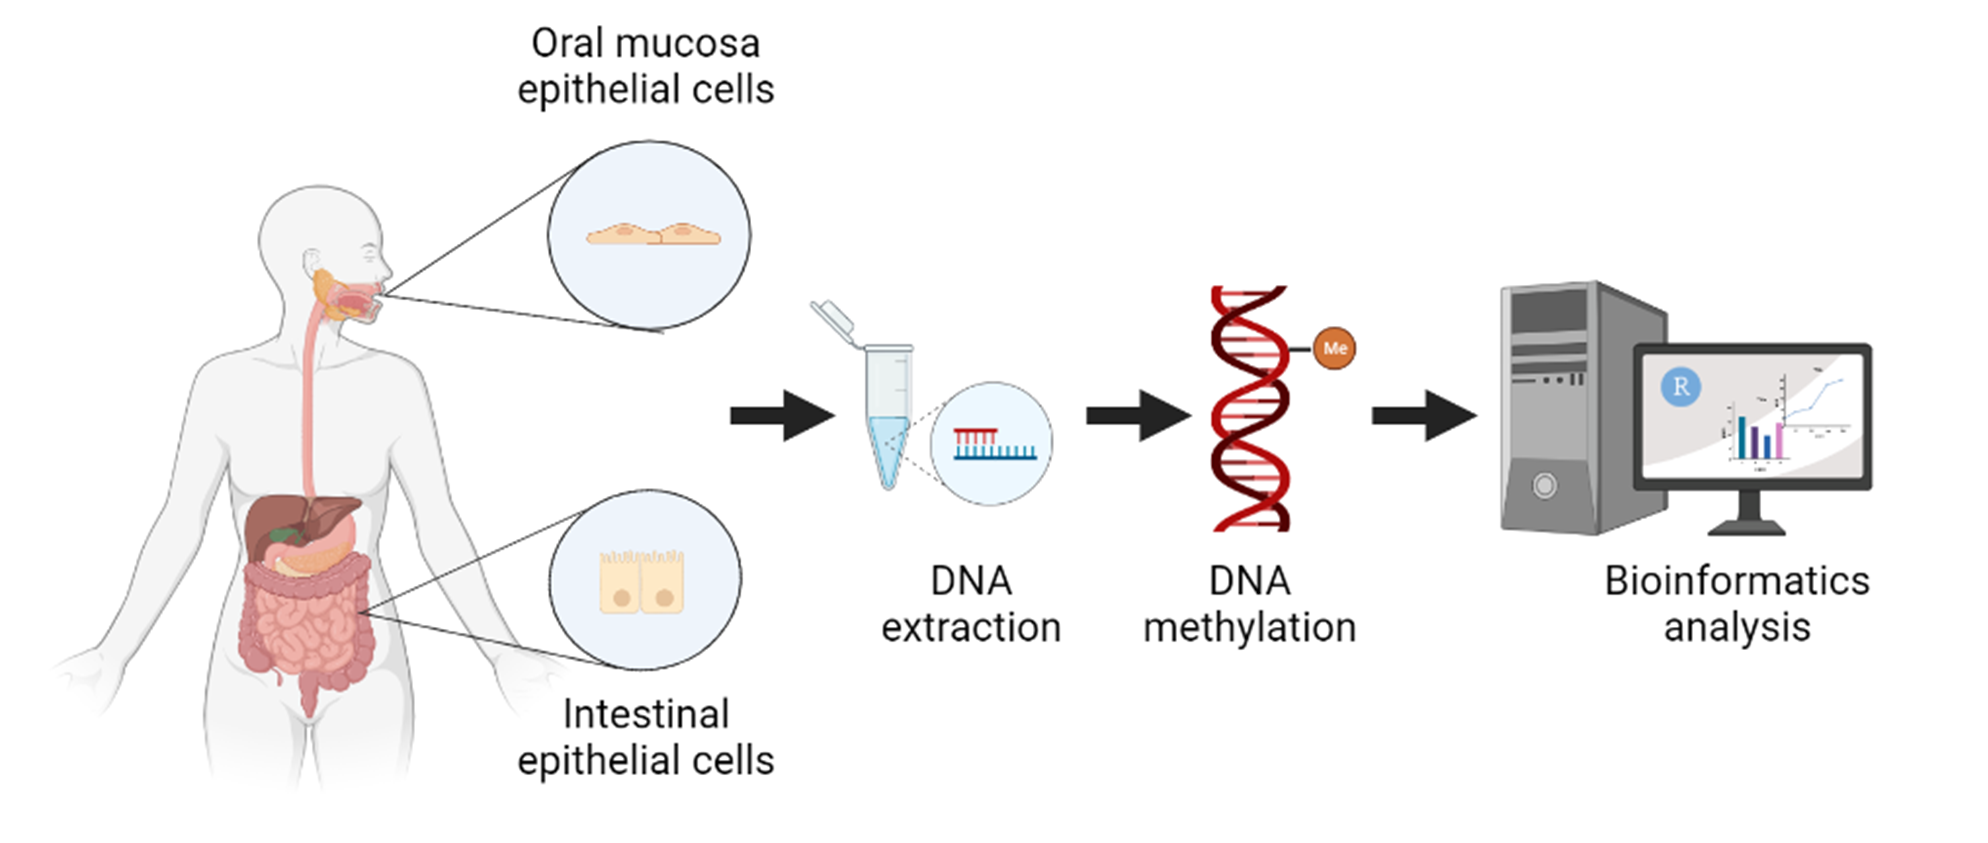 Oral mucosa
epithelial cells
Me
R
DNA
extraction
DNA
methylation
Bioinformatics
analysis
Intestinal
epithelial cells